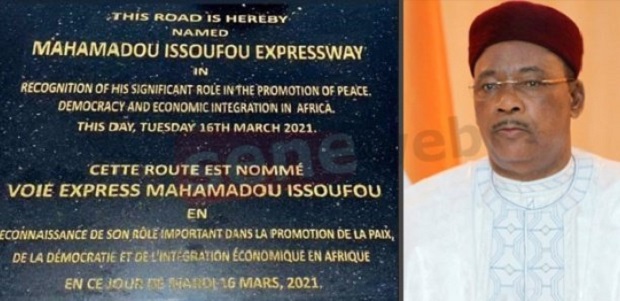 THIS ROAD IS HEREBY
NAMED
MAHAMADOU ISSOUFOU EXPRESSWAY
IN
RECOGNITION OF HIS SIGNIFICANT ROLE IN THE PROMOTION OF PEACE.
DEMOCRACY AND ECONOMIC INTEGRATION IN AFRICA.
THIS DAY, TUESDAY 16TH MARCH 2021.
CETTE ROUTE EST NOMMÉ
VOIE EXPRESS MAHAMADOU ISSOUFOU
EN
ECONNAISSANCE DE SON RÔLE IMPORTANT DANS LA PROMOTION DE LA PAIX,
DE LA DÉMOCRATIE ET DE L'INTÉGRATION ÉCONOMIQUE EN AFRIQUE
EN CE JOUR DE MARDI 16 MARS, 2021.